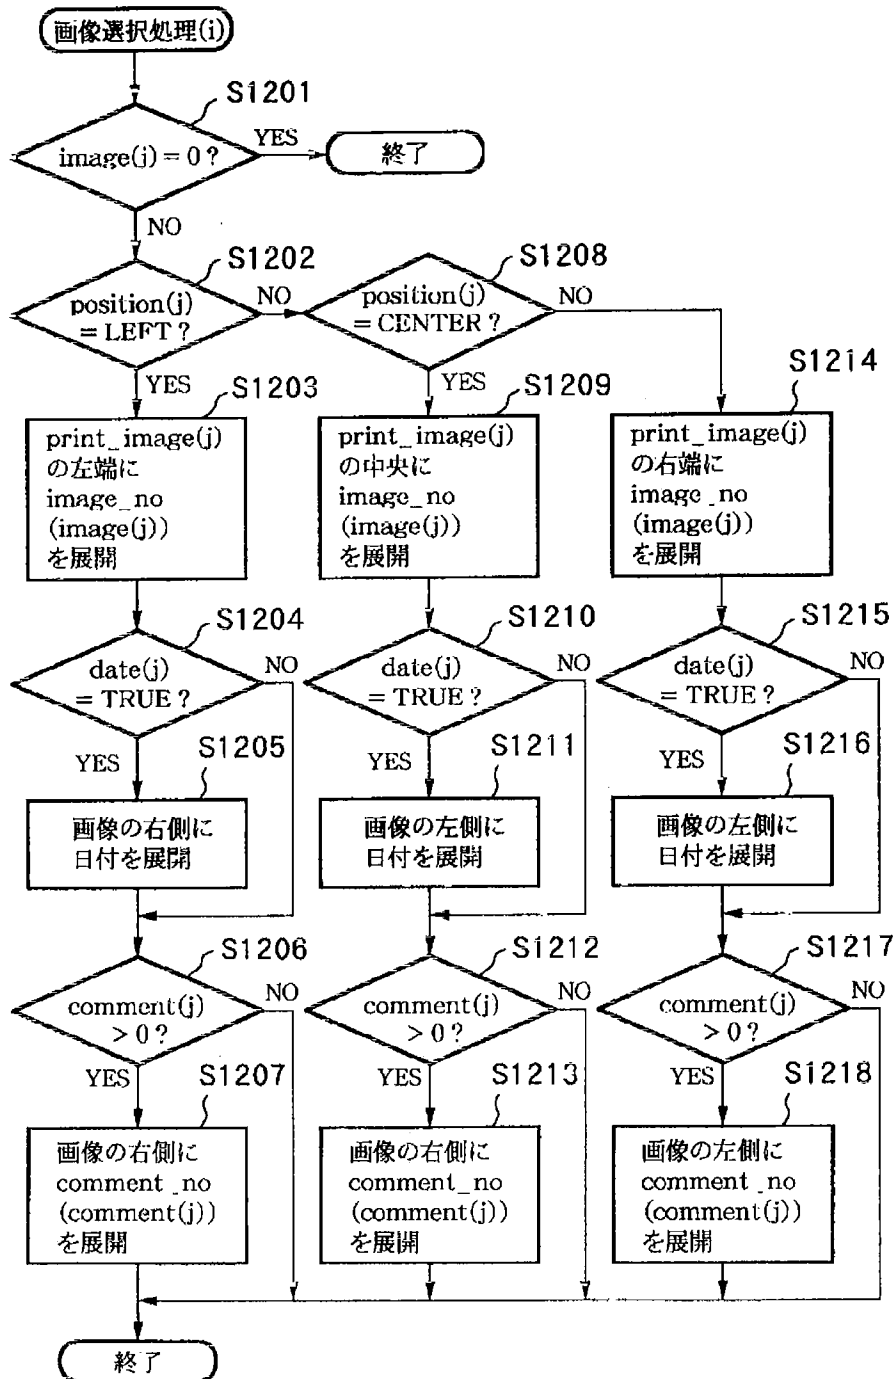 画像選択処理(i)
S1201
image(j) = 0 ?
YES
終了
NO
S1202
position(j)
= LEFT ?
NO
YES
S1208
position(j)
= CENTER ?
NO
YES
S1203
print_image(j)
の左端に
image_no
(image(j))
を展開
S1209
print_image(j)
の中央に
image_no
(image(j))
を展開
S1214
print_image(j)
の右端に
image_no
(image(j))
を展開
S1204
date(j)
= TRUE ?
NO
YES
S1210
date(j)
= TRUE ?
NO
YES
S1215
date(j)
= TRUE ?
NO
YES
S1205
画像の右側に
日付を展開
S1211
画像の左側に
日付を展開
S1216
画像の左側に
日付を展開
S1206
comment(j)
> 0 ?
NO
YES
S1212
comment(j)
> 0 ?
NO
YES
S1217
comment(j)
> 0 ?
NO
YES
S1207
画像の右側に
comment_no
(comment(j))
を展開
S1213
画像の右側に
comment_no
(comment(j))
を展開
S1218
画像の左側に
comment_no
(comment(j))
を展開
終了